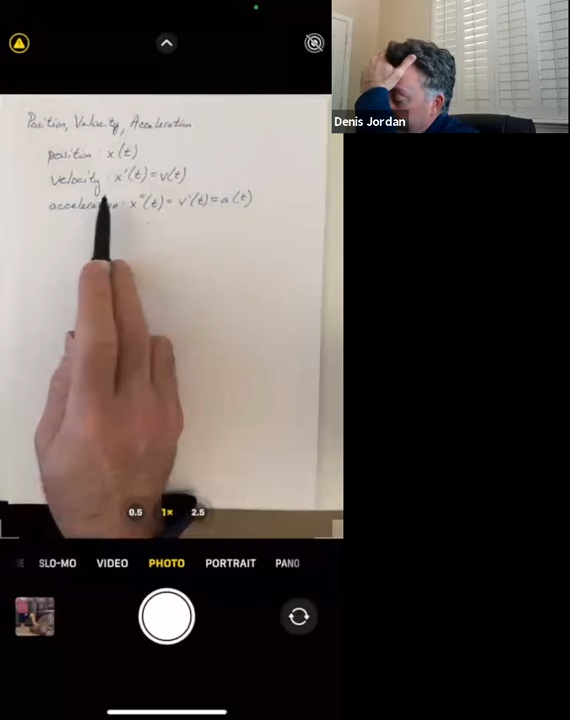 Denis Jordan
Position, Velocity, Acceleration
position: x(t)
velocity: x'(t) = v(t)
x"(t) = v'(t) = a(t)
0.5 1× 2.5
SLO-MO VIDEO PHOTO PORTRAIT PANO